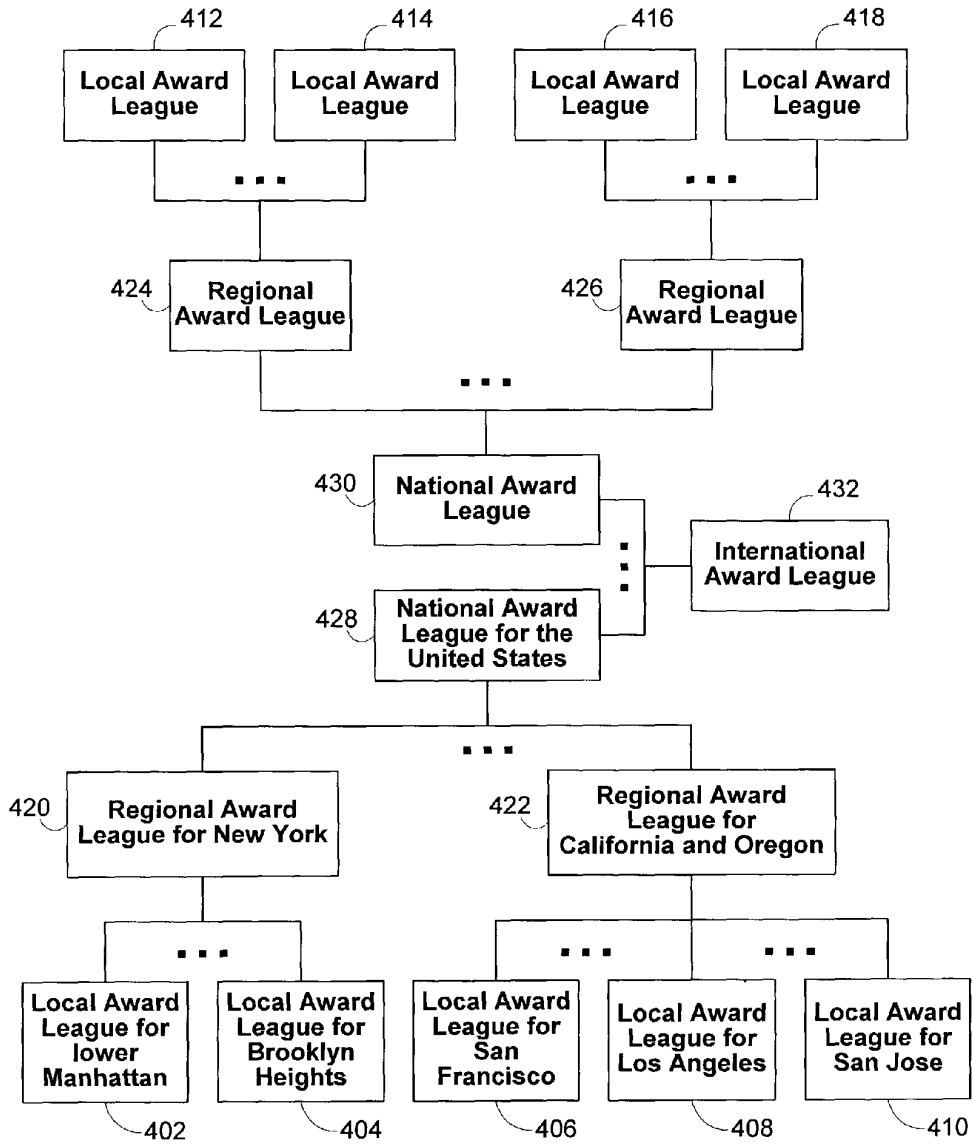 412
414
416
418
Local Award
League
Local Award
League
Local Award
League
Local Award
League
424
Regional
Award League
426
Regional
Award League
430
National Award
League
432
International
Award League
428
National Award
League for the
United States
420
Regional Award
League for New York
422
Regional Award
League for
California and Oregon
Local Award
League for
lower
Manhattan
Local Award
League for
Brooklyn
Heights
Local Award
League for
San
Francisco
Local Award
League for
Los Angeles
Local Award
League for
San Jose
402
404
406
408
410